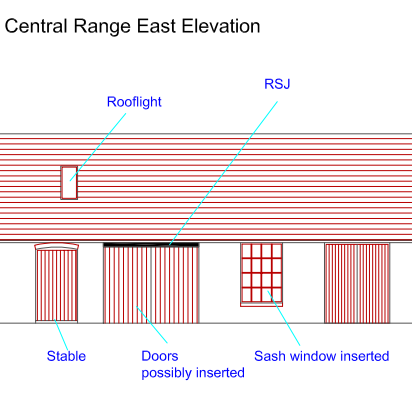 Central Range East Elevation
RSJ
Rooflight
Stable
Doors
possibly inserted
Sash window inserted